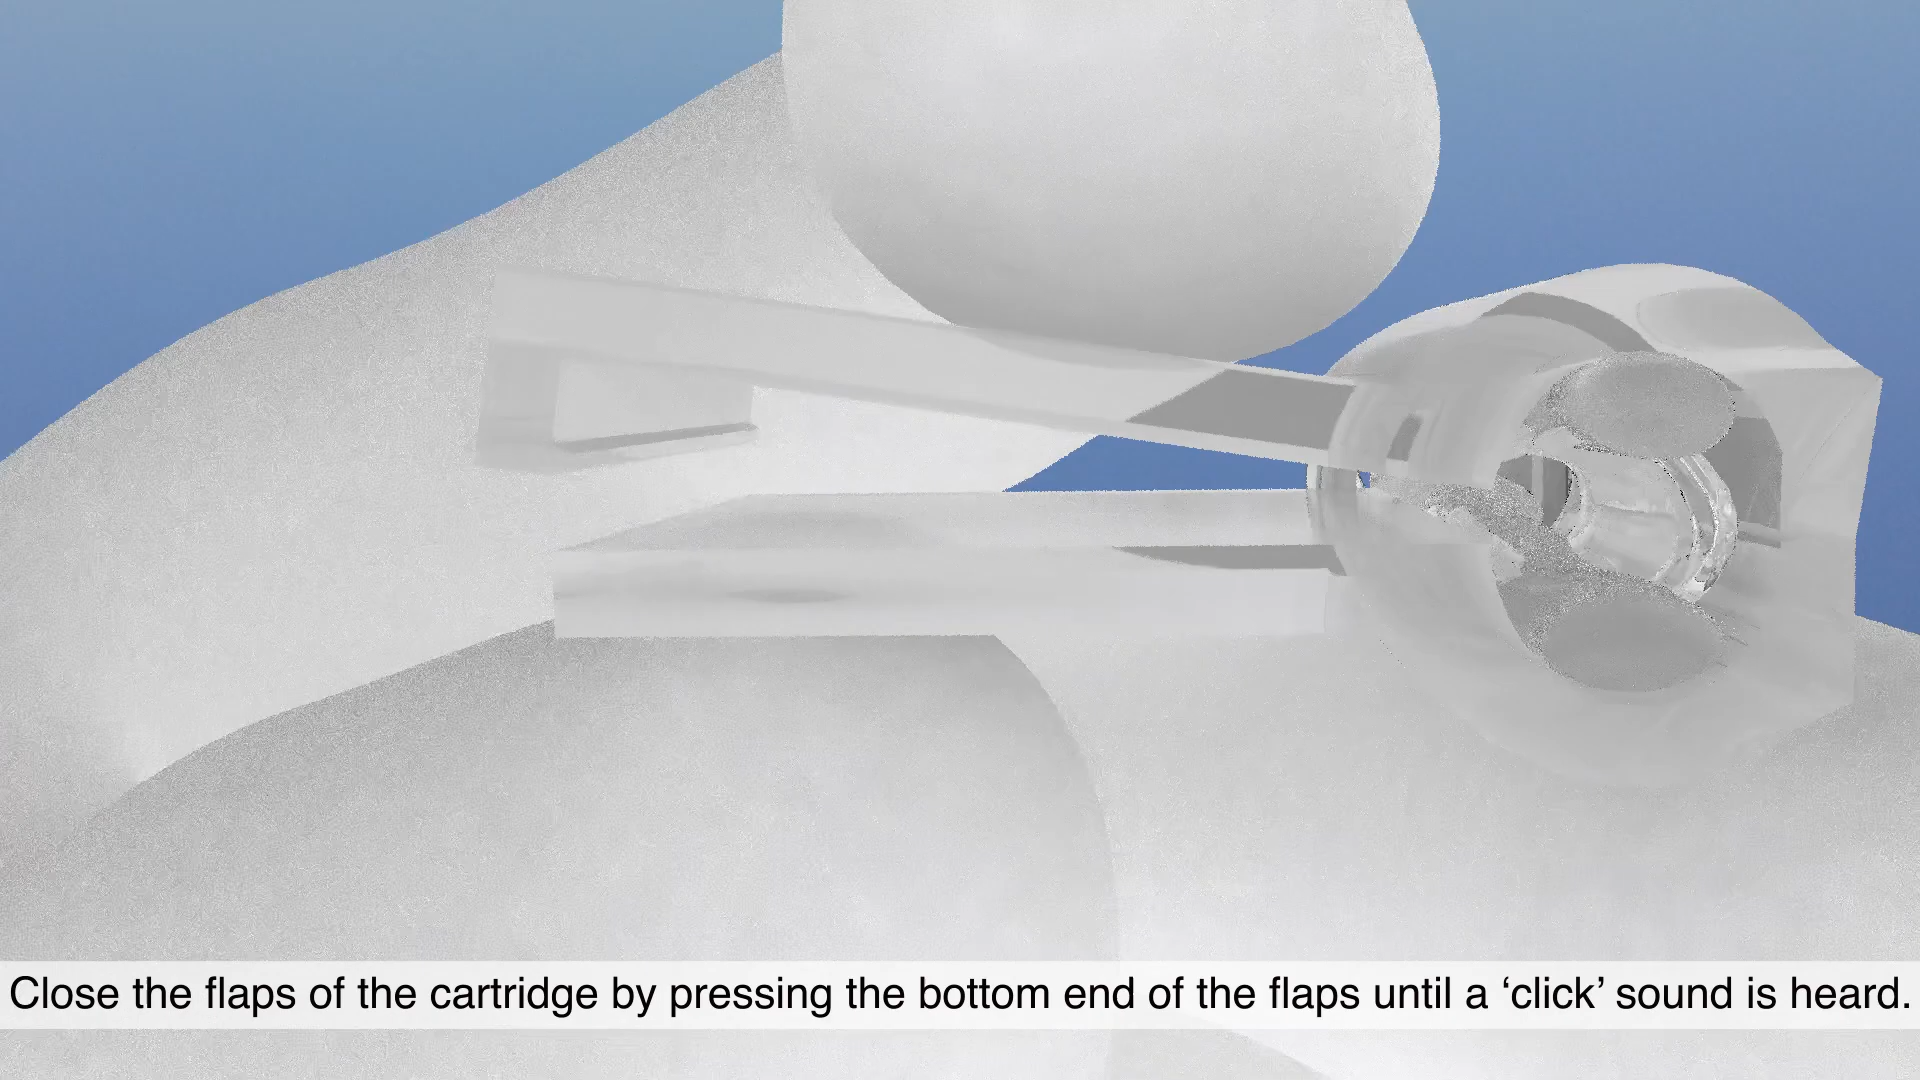 Close the flaps of the cartridge by pressing the bottom end of the flaps until a ‘click’ sound is heard.